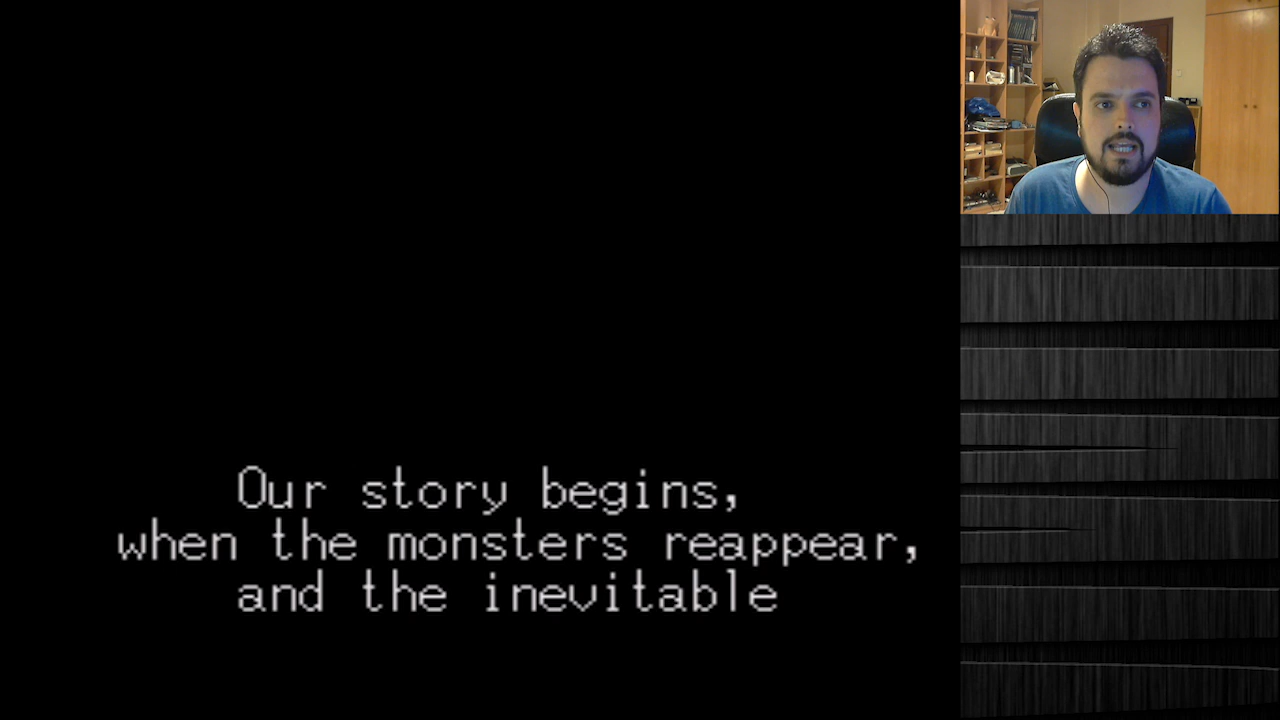 Our story begins,
when the monsters reappear,
and the inevitable